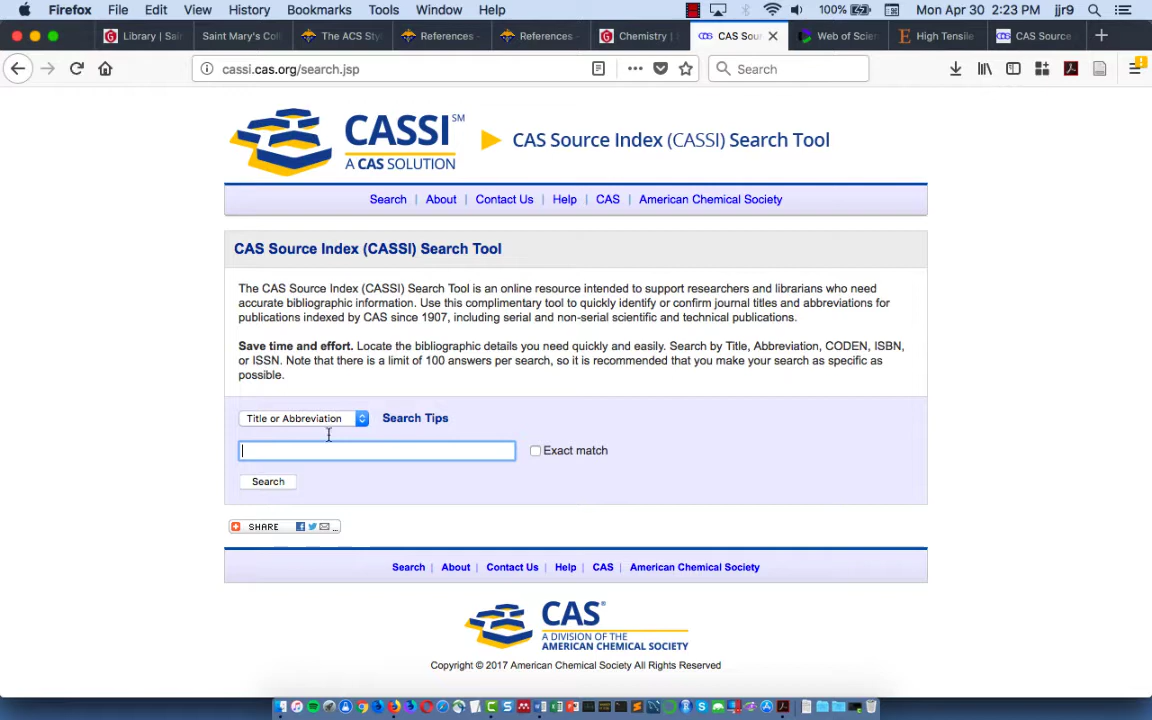 Firefox File Edit View History Bookmarks Tools Window Help 100% Mon Apr 30 2:23 PM jjr9
Library | Sai Saint Mary's Col The ACS Sty References - References - Chemistry | CAS Sour Web of Scien High Tensile CAS Source
cassi.cas.org/search.jsp Search
CASSI SM
A CAS SOLUTION
CAS Source Index (CASSI) Search Tool
Search | About | Contact Us | Help | CAS | American Chemical Society
CAS Source Index (CASSI) Search Tool
The CAS Source Index (CASSI) Search Tool is an online resource intended to support researchers and librarians who need
accurate bibliographic information. Use this complimentary tool to quickly identify or confirm journal titles and abbreviations for
publications indexed by CAS since 1907, including serial and non-serial scientific and technical publications.
Save time and effort. Locate the bibliographic details you need quickly and easily. Search by Title, Abbreviation, CODEN, ISBN,
or ISSN. Note that there is a limit of 100 answers per search, so it is recommended that you make your search as specific as
possible.
Title or Abbreviation Search Tips
Exact match
Search
SHARE
Search | About | Contact Us | Help | CAS | American Chemical Society
CAS®
A DIVISION OF THE
AMERICAN CHEMICAL SOCIETY
Copyright © 2017 American Chemical Society All Rights Reserved